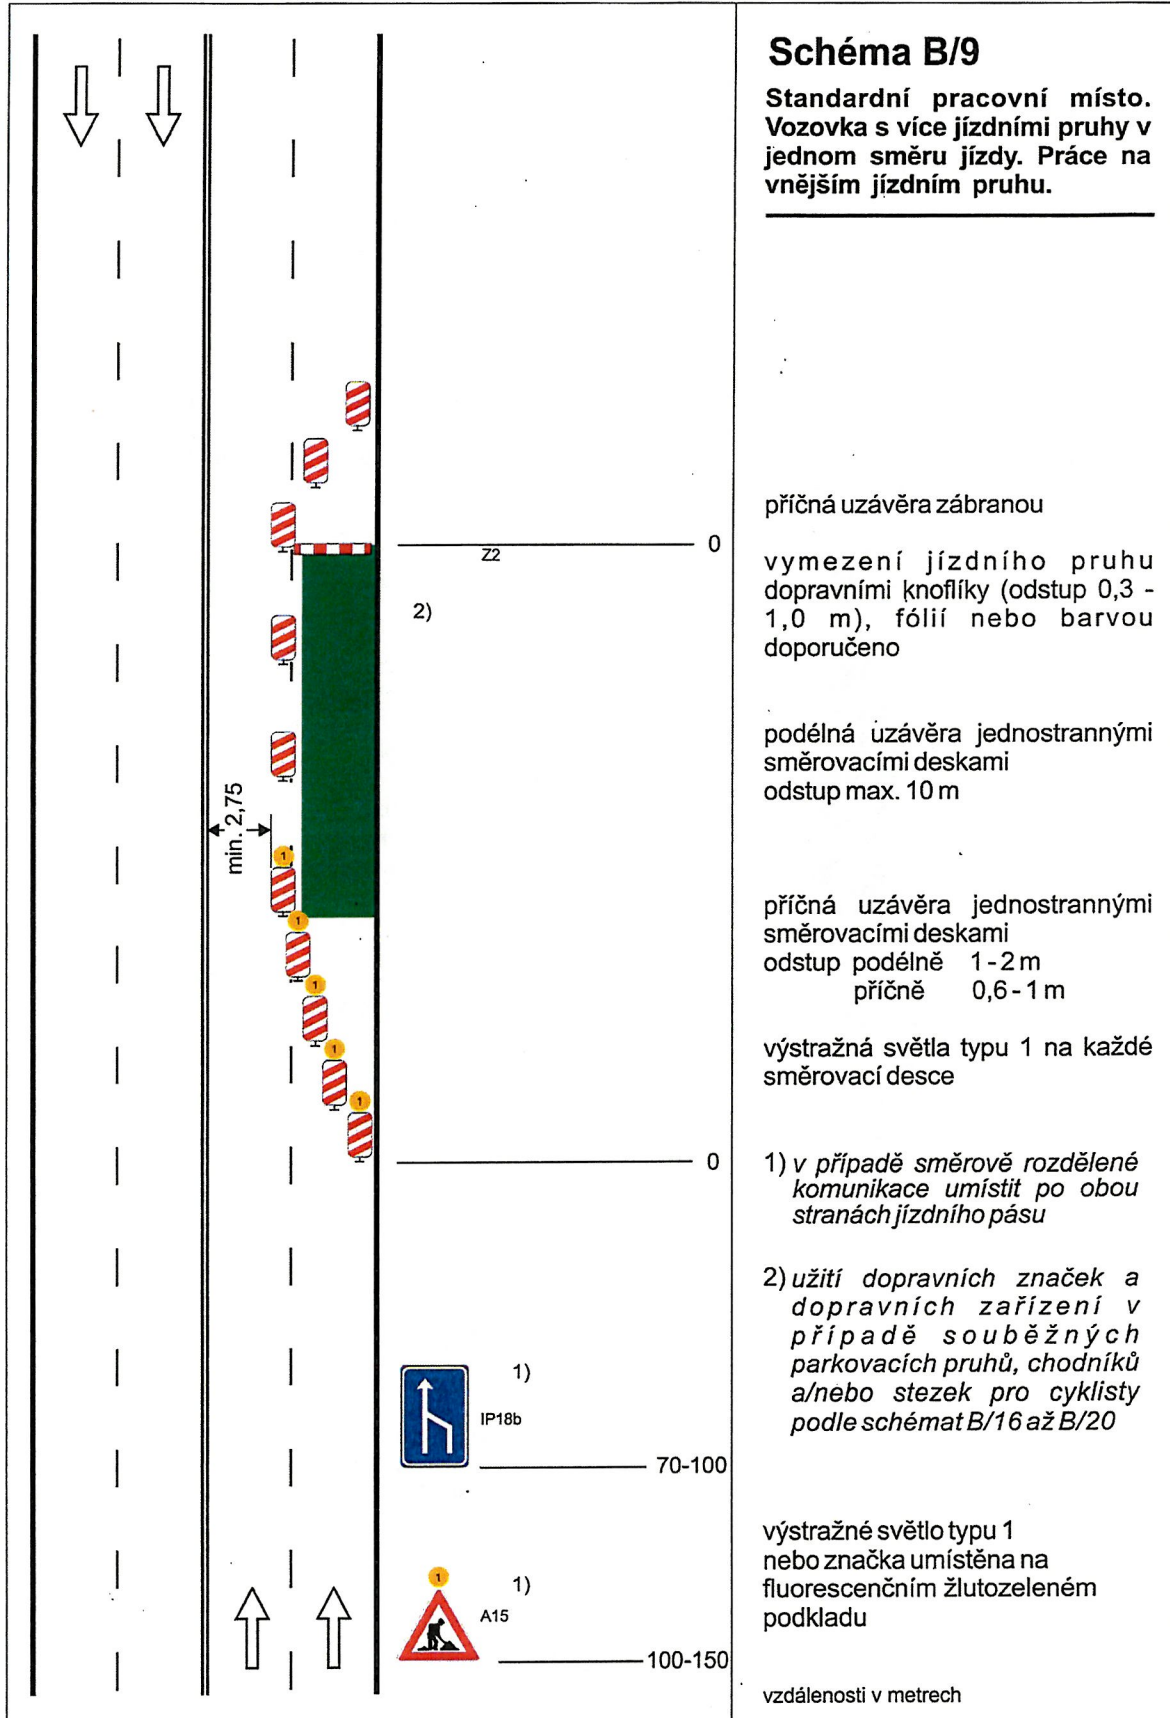 Schéma B/9
Standardní pracovní místo.
Vozovka s více jízdními pruhy v
jednom směru jízdy. Práce na
vnějším jízdním pruhu.
příčná uzávěra zábranou
0
Z2
vymezení jízdního pruhu
dopravními knoflíky (odstup 0,3 -
1,0 m), fólií nebo barvou
doporučeno
2)
podélná uzávěra jednostrannými
směrovacími deskami
odstup max. 10 m
min. 2,75
1
1
1
1
1
příčná uzávěra jednostrannými
směrovacími deskami
odstup podélně 1-2 m
příčně 0,6-1 m
výstražná světla typu 1 na každé
směrovací desce
0
1) v případě směrově rozdělené
komunikace umístit po obou
stranách jízdního pásu
2) užití dopravních značek a
dopravních zařízení v
případě souběžných
parkovacích pruhů, chodníků
a/nebo stezek pro cyklisty
podle schémat B/16 až B/20
1)
IP18b
70-100
výstražné světlo typu 1
nebo značka umístěna na
fluorescenčním žlutozeleném
podkladu
1
1)
A15
100-150
vzdálenosti v metrech